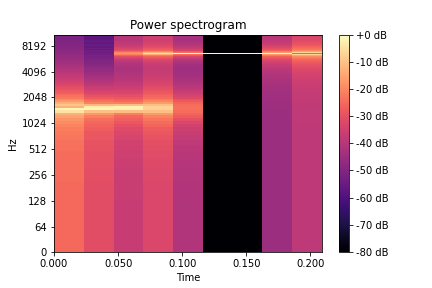 Power spectrogram
8192
4096
2048
1024
512
256
128
64
0
Hz
0.000 0.050 0.100 0.150 0.200
Time
+0 dB
-10 dB
-20 dB
-30 dB
-40 dB
-50 dB
-60 dB
-70 dB
-80 dB